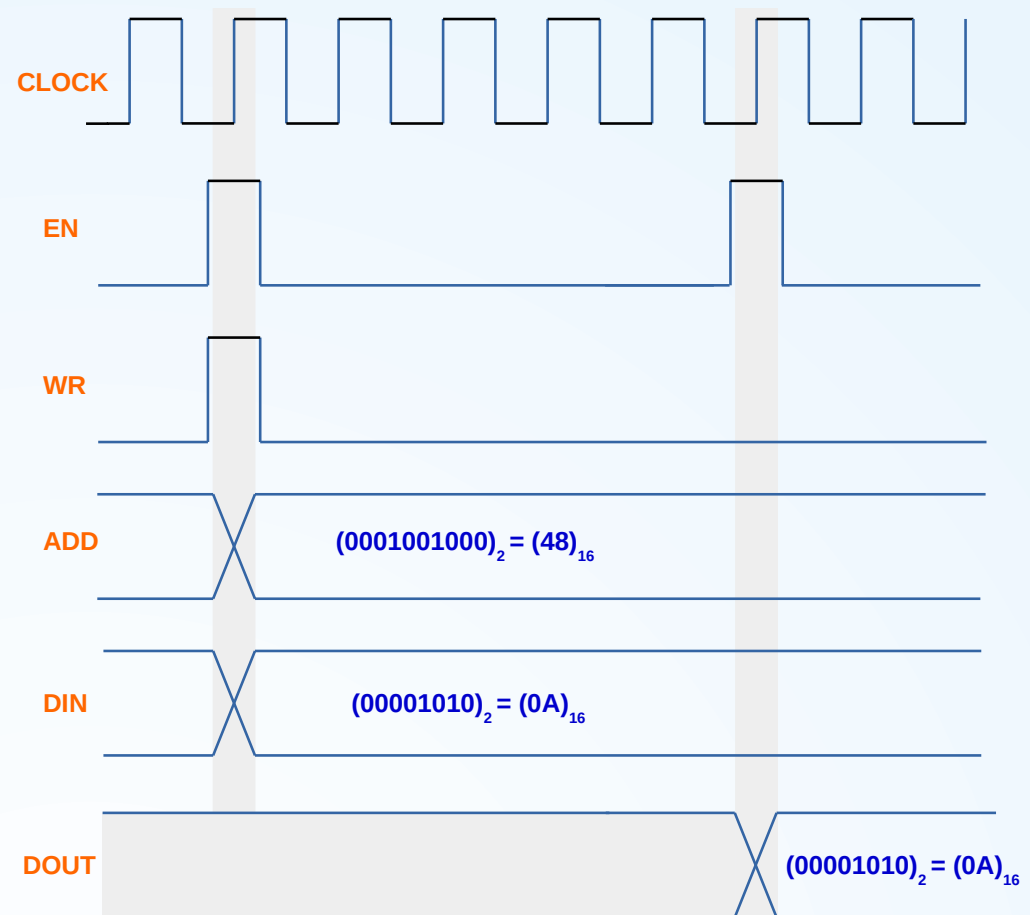 CLOCK
EN
WR
ADD
(0001001000)2 = (48)16
DIN
(00001010)2 = (0A)16
DOUT
(00001010)2 = (0A)16